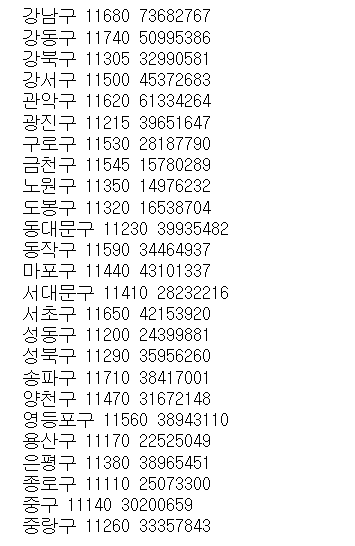 강남구 11680 73682767
강동구 11740 50995386
강북구 11305 32990581
강서구 11500 45372683
관악구 11620 61334264
광진구 11215 39651647
구로구 11530 28187790
금천구 11545 15780289
노원구 11350 14976232
도봉구 11320 16538704
동대문구 11230 39935482
동작구 11590 34464937
마포구 11440 43101337
서대문구 11410 28232216
서초구 11650 42153920
성동구 11200 24399881
성북구 11290 35956260
송파구 11710 38417001
양천구 11470 31672148
영등포구 11560 38943110
용산구 11170 22525049
은평구 11380 38965451
종로구 11110 25073300
중구 11140 30200659
중랑구 11260 33357843